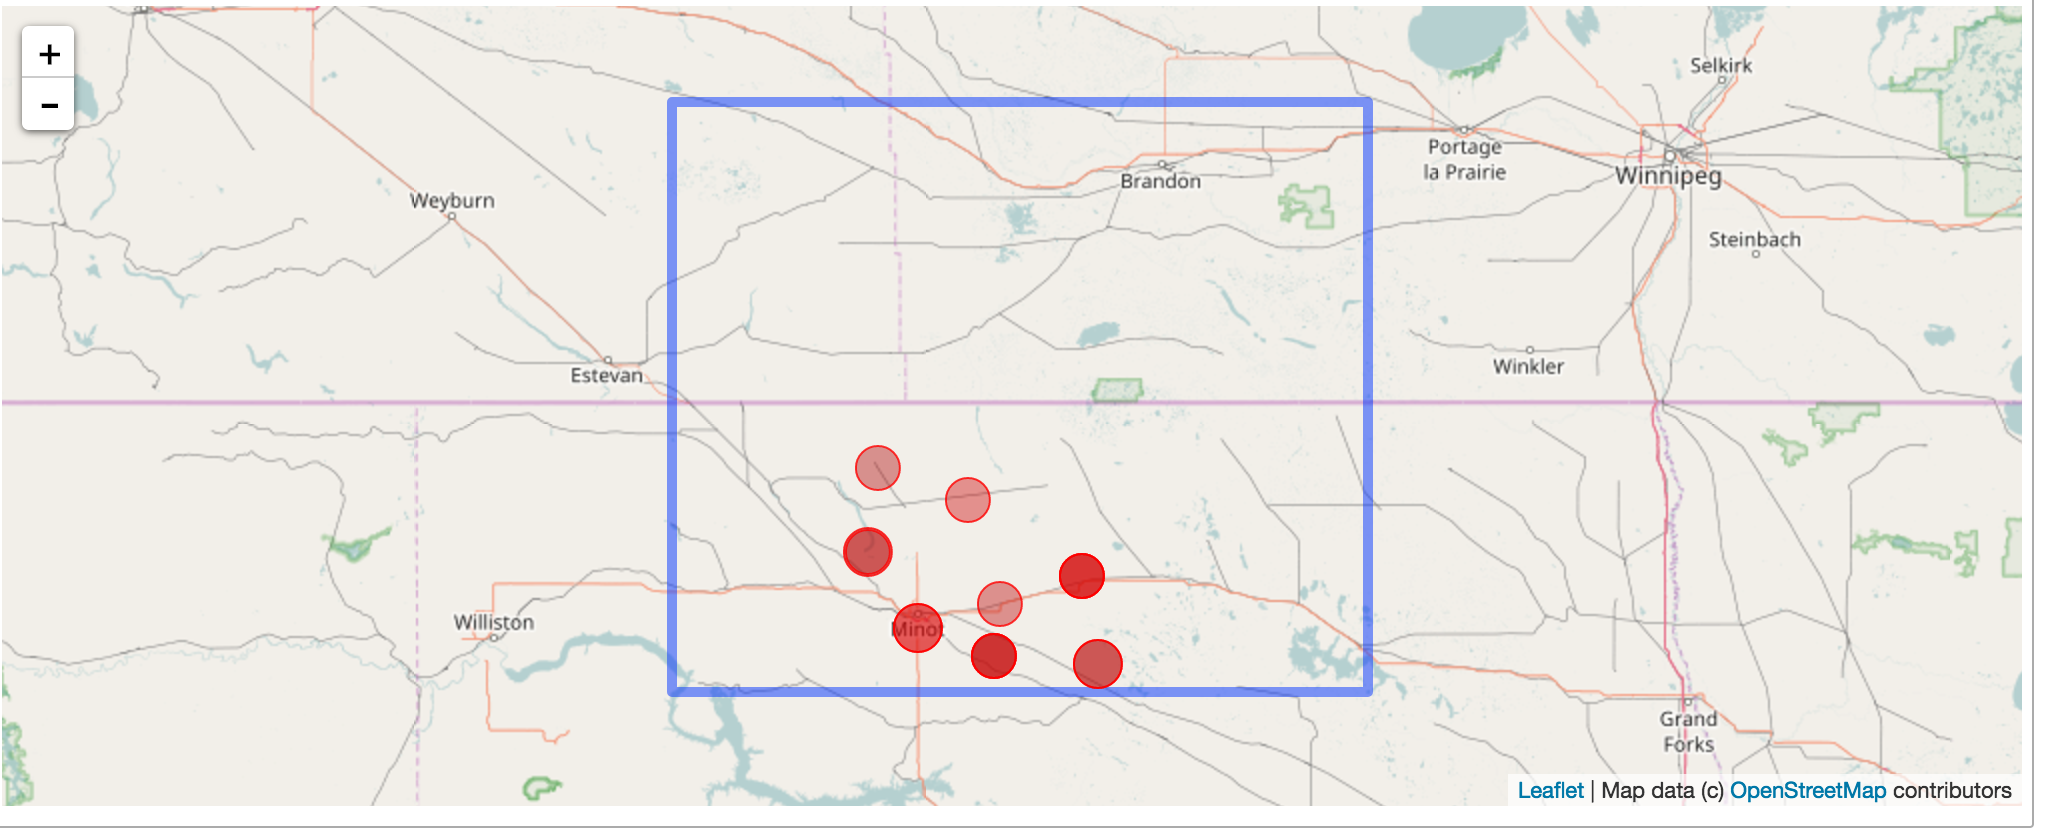 +
-
Selkirk
Portage
la Prairie
Winnipeg
Brandon
Weyburn
Steinbach
Winkler
Estevan
Williston
Minot
Grand
Forks
Leaflet | Map data (c) OpenStreetMap contributors